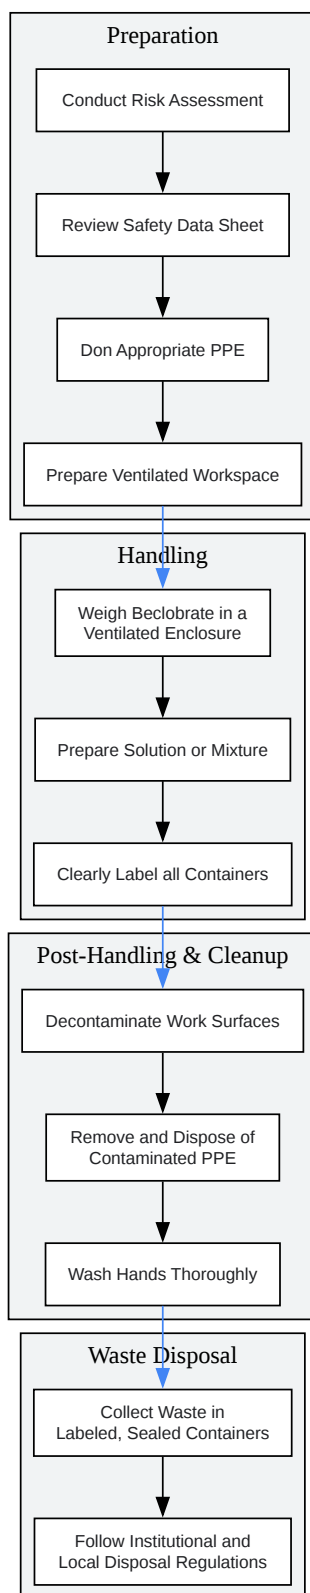 Preparation
Conduct Risk Assessment
Review Safety Data Sheet
Don Appropriate PPE
Prepare Ventilated Workspace
Handling
Weigh Beclobrate in a
Ventilated Enclosure
Prepare Solution or Mixture
Clearly Label all Containers
Post-Handling & Cleanup
Decontaminate Work Surfaces
Remove and Dispose of
Contaminated PPE
Wash Hands Thoroughly
Waste Disposal
Collect Waste in
Labeled, Sealed Containers
Follow Institutional and
Local Disposal Regulations